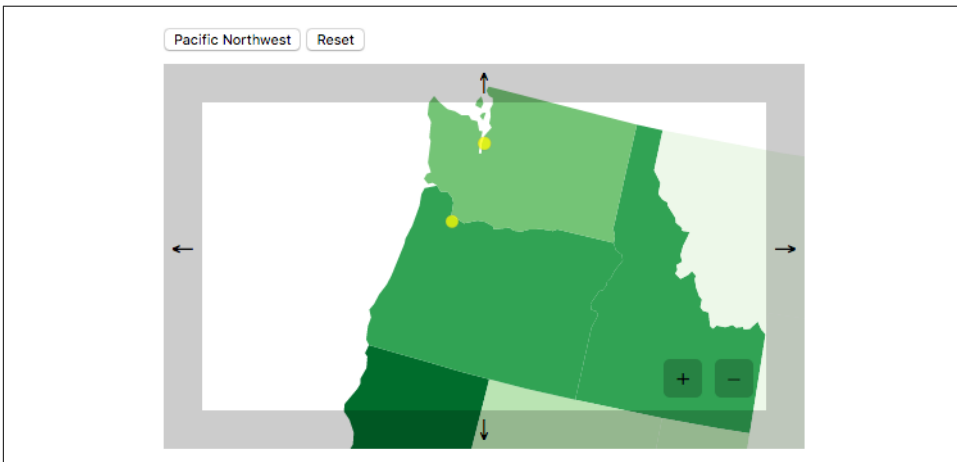 Pacific Northwest Reset
↑
← →
+ −
↓